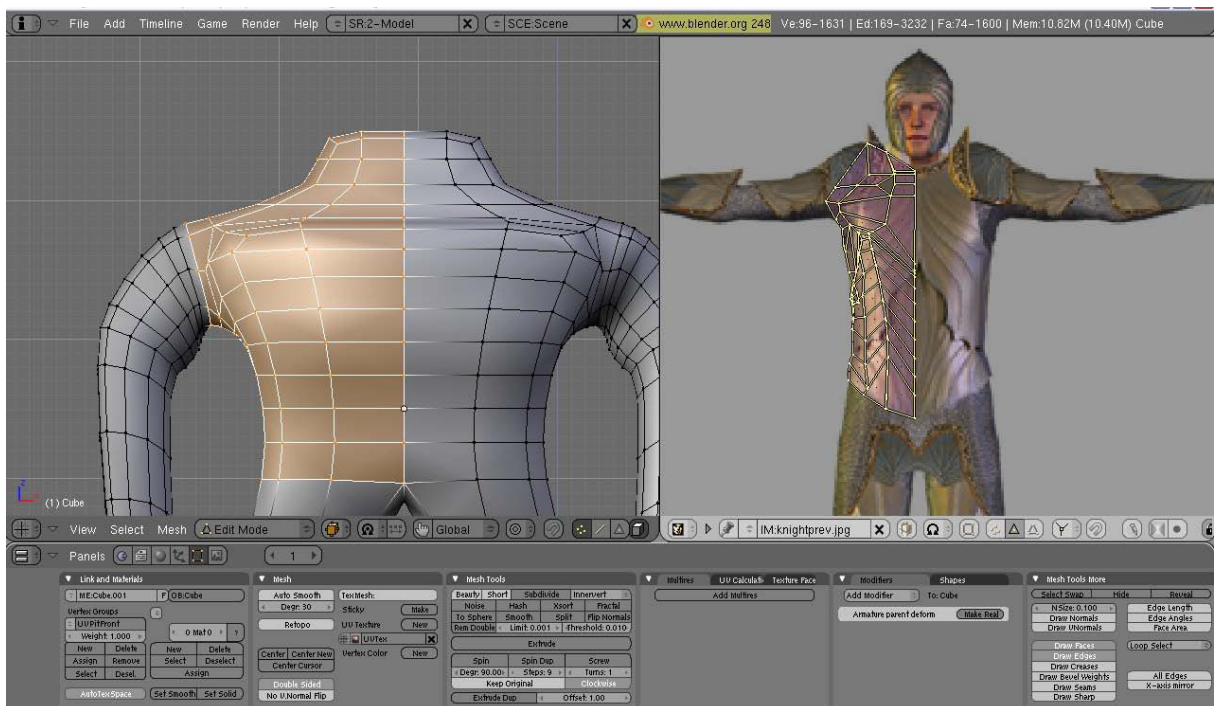 File Add Timeline Game Render Help SR:2-Model X SCE:Scene X www.blender.org 248 Ve:96-1631 | Ed:169-3232 | Fa:74-1600 | Mem:10.82M (10.40M) Cube
z
(1) Cube
View Select Mesh Edit Mode Global IM:knightprev.jpg X
Panels 1
Link and Materials
ME:Cube.001 F OB:Cube
Vertex Groups
UVPitFront
Weight: 1.000 0 Mat 0 ?
New Delete New Delete
Assign Remove Select Deselect
Select Desel. Assign
AutoTexSpace Set Smooth Set Solid
Mesh
Auto Smooth TexMesh:
Degr: 30 Sticky Make
Retopo UV Texture New
UVTex X
Center Center New Vertex Color New
Center Cursor
Double Sided
No V.Normal Flip
Mesh Tools
Beauty Short Subdivide Innervert
Noise Hash Xsort Fractal
To Sphere Smooth Split Flip Normals
Rem Double Limit: 0.001 Threshold: 0.010
Extrude
Spin Spin Dup Screw
Degr: 90.00 Steps: 9 Turns: 1
Keep Original Clockwise
Extrude Dup Offset: 1.00
Multires UV Calculati Texture Face
Add Multires
Modifiers Shapes
Add Modifier To: Cube
Armature parent deform Make Real
Mesh Tools More
Select Swap Hide Reveal
NSize: 0.100 Edge Length
Draw Normals Edge Angles
Draw VNormals Face Area
Draw Faces Loop Select
Draw Edges
Draw Creases
Draw Bevel Weights All Edges
Draw Seams X-axis mirror
Draw Sharp